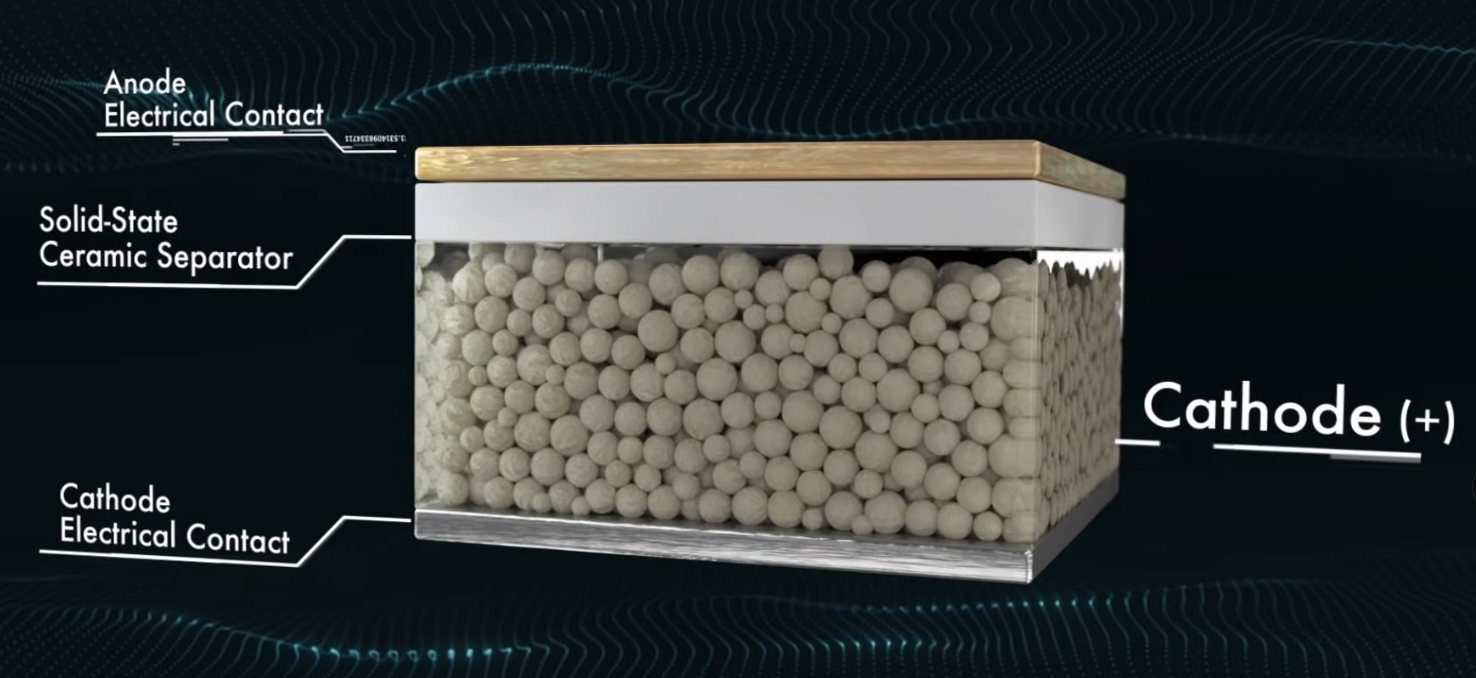 Anode
Electrical Contact
Solid-State
Ceramic Separator
Cathode (+)
Cathode
Electrical Contact